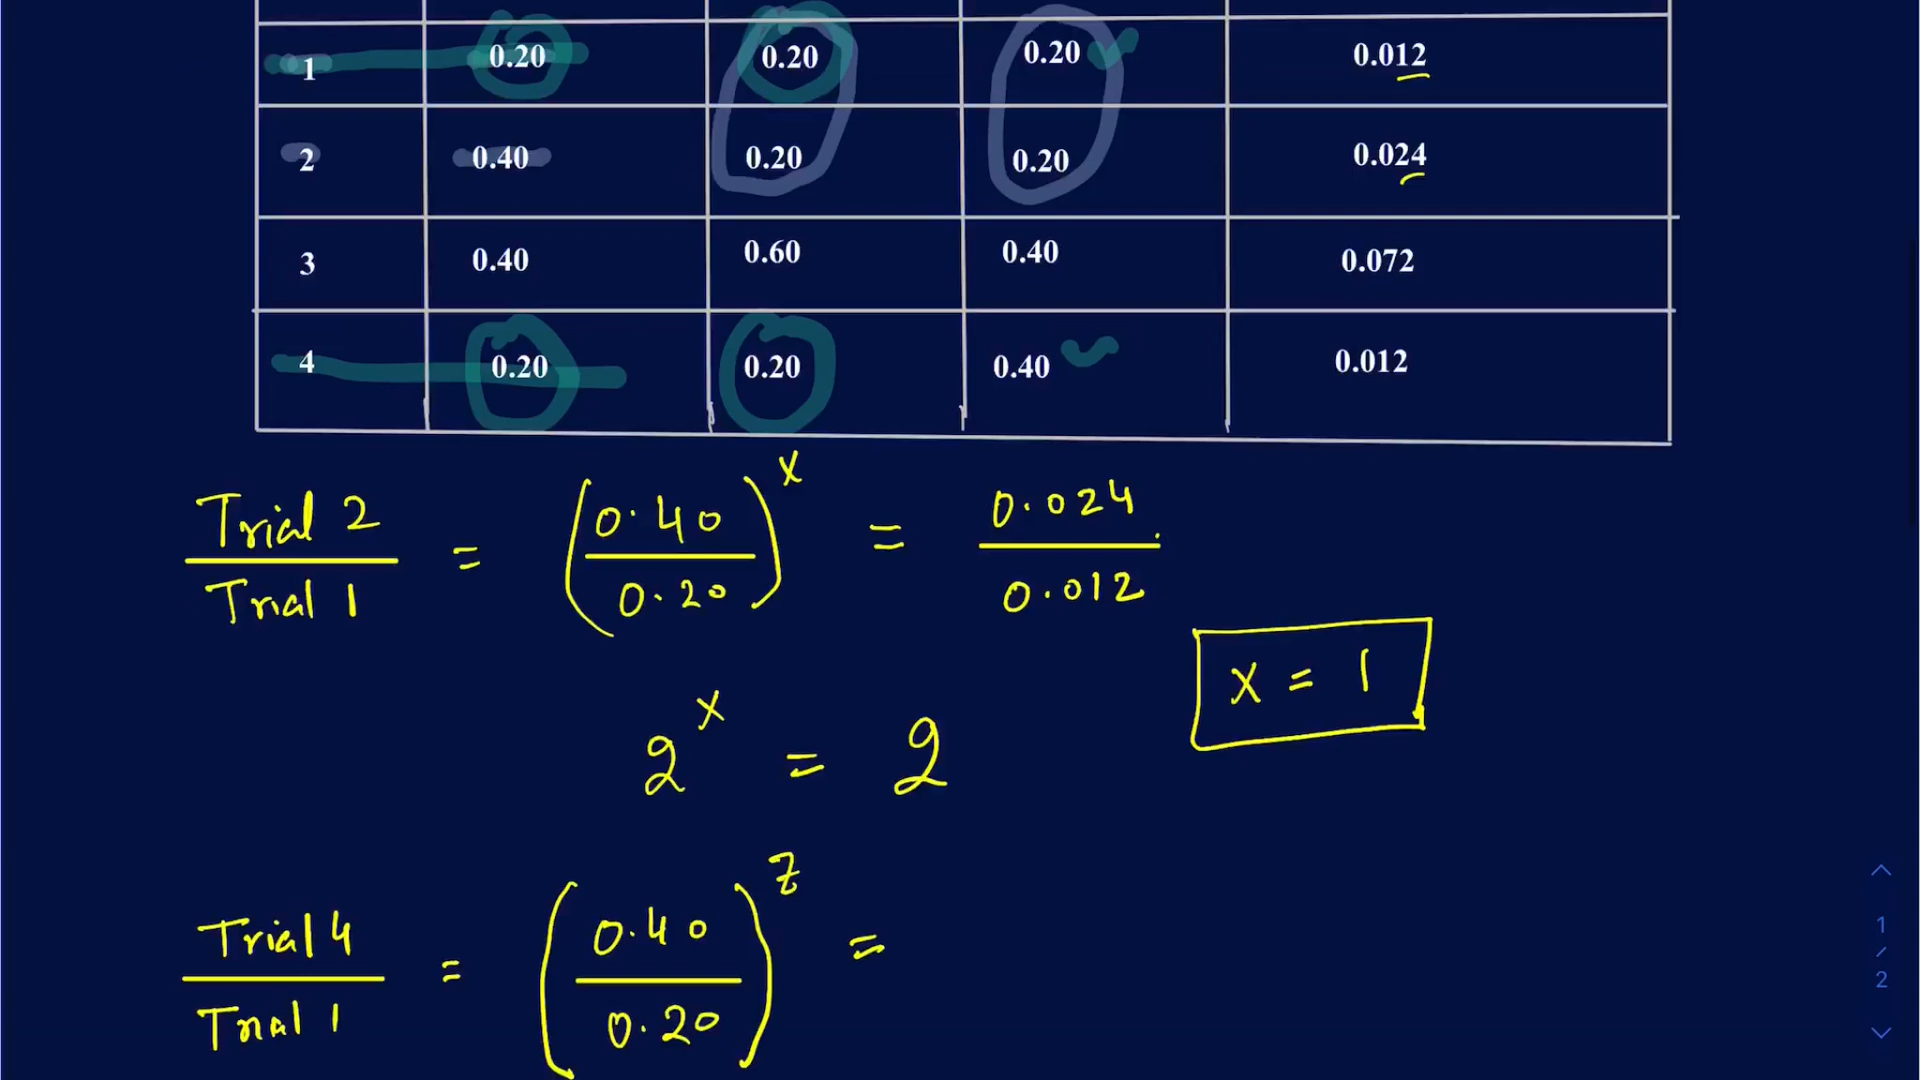 1 0.20 0.20 0.20 0.012
2 0.40 0.20 0.20 0.024
3 0.40 0.60 0.40 0.072
4 0.20 0.20 0.40 0.012
Trial 2 / Trial 1 = (0.40 / 0.20)^x = 0.024 / 0.012
x = 1
2^x = 2
Trial 4 / Trial 1 = (0.40 / 0.20)^z =
1
/
2